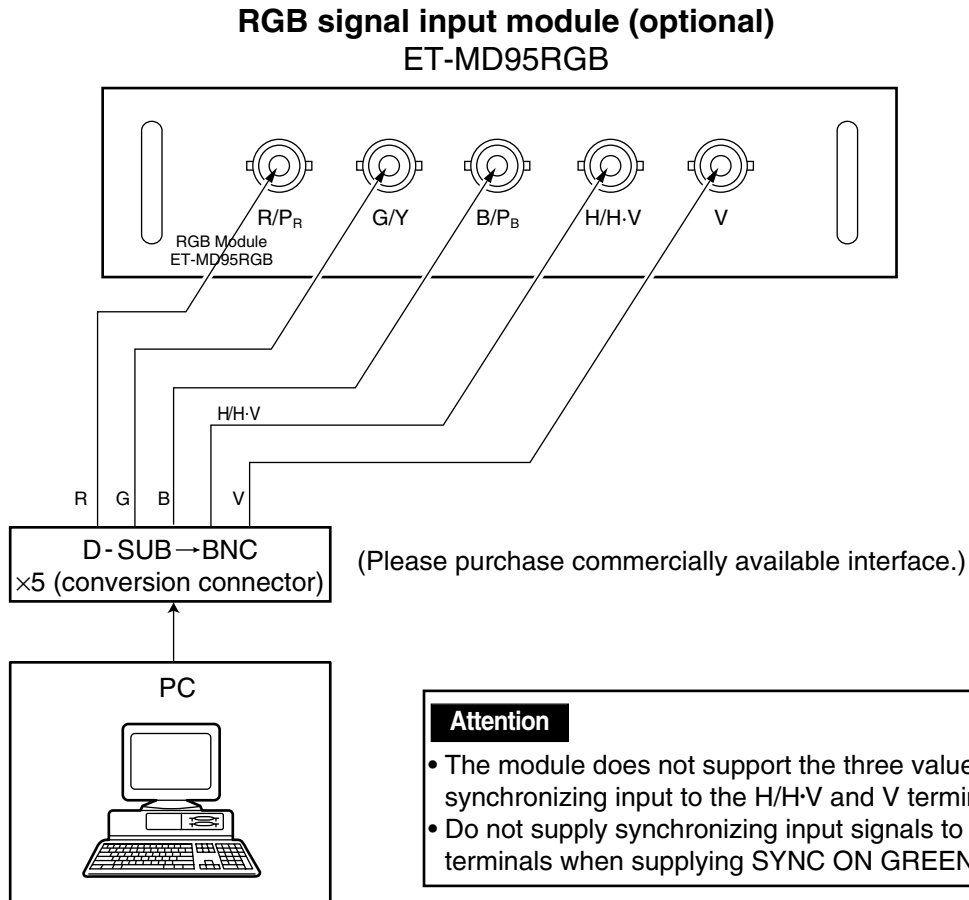 RGB signal input module (optional)
ET-MD95RGB
R/PR
G/Y
B/PB
H/H·V
V
RGB Module
ET-MD95RGB
H/H·V
R
G
B
V
D-SUB→BNC
×5 (conversion connector)
(Please purchase commercially available interface.)
PC
Attention
• The module does not support the three value
synchronizing input to the H/H·V and V
• Do not supply synchronizing input signals to
terminals when supplying SYNC ON GREEN